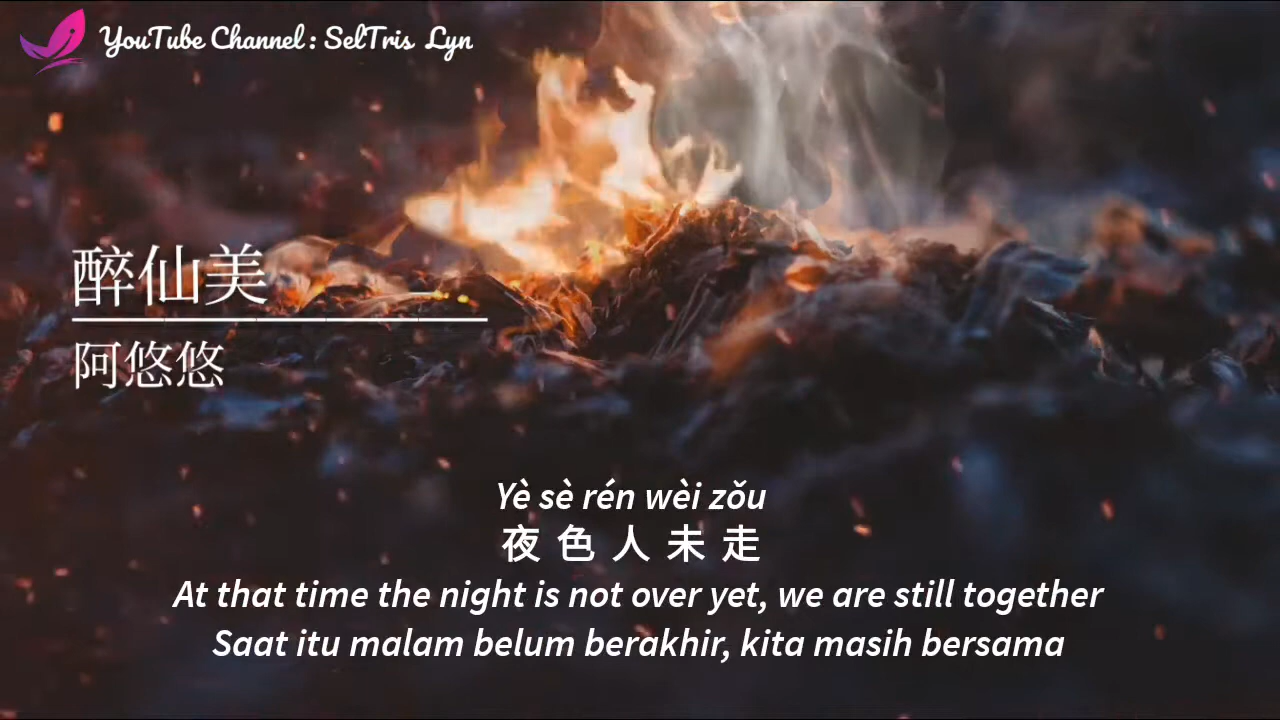 YouTube Channel : SelTris Lyn
醉仙美
阿悠悠
Yè sè rén wèi zǒu
夜色人未走
At that time the night is not over yet, we are still together
Saat itu malam belum berakhir, kita masih bersama